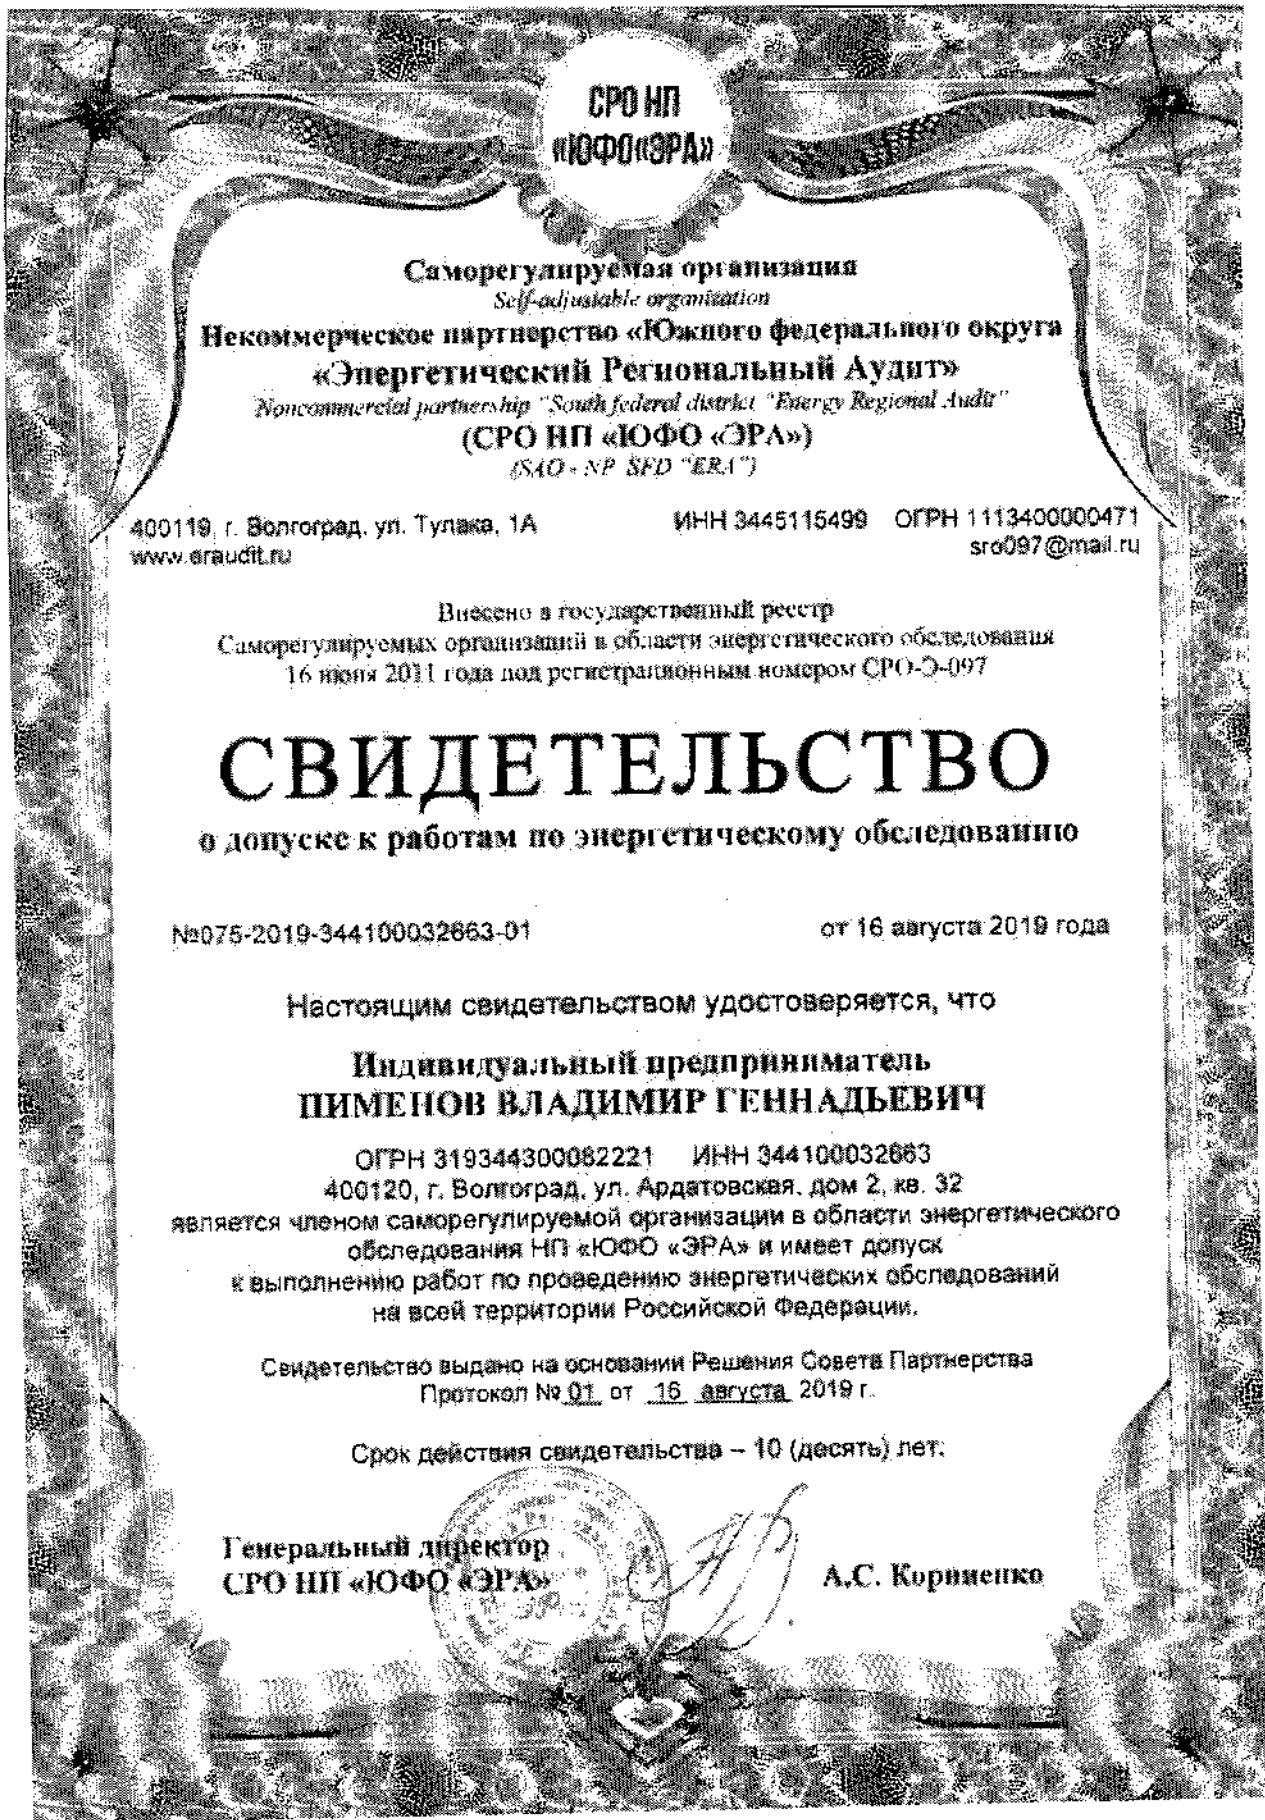 СРО НП
«ЮФО«ЭРА»
Саморегулируемая организация
Self-adjustable organization
Некоммерческое партнерство «Южного федерального округа
«Энергетический Региональный Аудит»
Noncommercial partnership "South federal district "Energy Regional Audit"
(СРО НП «ЮФО «ЭРА»)
(SAO - NP SFD "ERA")
400119, г. Волгоград, ул. Тулака, 1А
ИНН 3445115499 ОГРН 1113400000471
www.eraudit.ru
sro097@mail.ru
Внесено в государственный реестр
Саморегулируемых организаций в области энергетического обследования
16 июня 2011 года под регистрационным номером СРО-Э-097
СВИДЕТЕЛЬСТВО
о допуске к работам по энергетическому обследованию
№075-2019-344100032663-01
от 16 августа 2019 года
Настоящим свидетельством удостоверяется, что
Индивидуальный предприниматель
ПИМЕНОВ ВЛАДИМИР ГЕННАДЬЕВИЧ
ОГРН 319344300082221 ИНН 344100032663
400120, г. Волгоград, ул. Ардатовская, дом 2, кв. 32
является членом саморегулируемой организации в области энергетического
обследования НП «ЮФО «ЭРА» и имеет допуск
к выполнению работ по проведению энергетических обследований
на всей территории Российской Федерации.
Свидетельство выдано на основании Решения Совета Партнерства
Протокол № 01 от 16 августа 2019 г.
Срок действия свидетельства – 10 (десять) лет.
Генеральный директор
СРО НП «ЮФО «ЭРА»
А.С. Корниенко